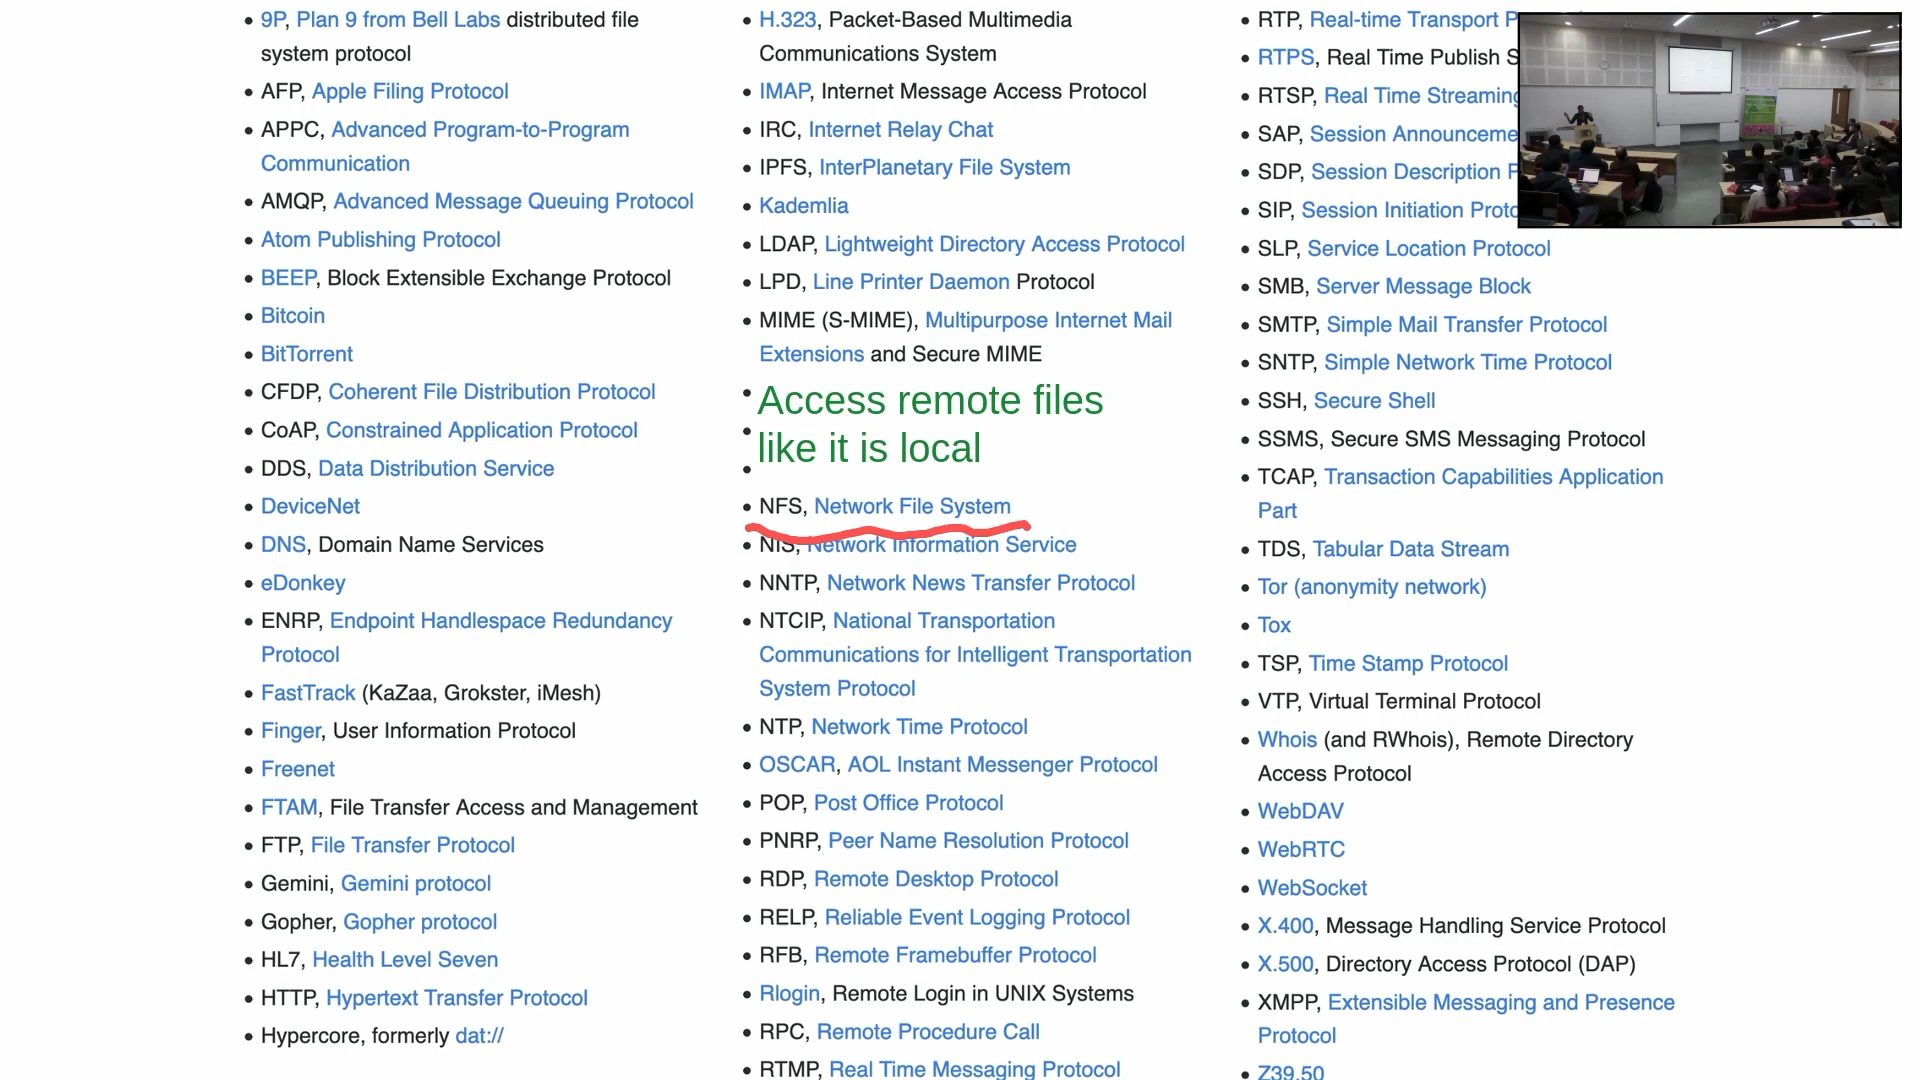 9P, Plan 9 from Bell Labs distributed file
system protocol
AFP, Apple Filing Protocol
APPC, Advanced Program-to-Program
Communication
AMQP, Advanced Message Queuing Protocol
Atom Publishing Protocol
BEEP, Block Extensible Exchange Protocol
Bitcoin
BitTorrent
CFDP, Coherent File Distribution Protocol
CoAP, Constrained Application Protocol
DDS, Data Distribution Service
DeviceNet
DNS, Domain Name Services
eDonkey
ENRP, Endpoint Handlespace Redundancy
Protocol
FastTrack (KaZaa, Grokster, iMesh)
Finger, User Information Protocol
Freenet
FTAM, File Transfer Access and Management
FTP, File Transfer Protocol
Gemini, Gemini protocol
Gopher, Gopher protocol
HL7, Health Level Seven
HTTP, Hypertext Transfer Protocol
Hypercore, formerly dat://
H.323, Packet-Based Multimedia
Communications System
IMAP, Internet Message Access Protocol
IRC, Internet Relay Chat
IPFS, InterPlanetary File System
Kademlia
LDAP, Lightweight Directory Access Protocol
LPD, Line Printer Daemon Protocol
MIME (S-MIME), Multipurpose Internet Mail
Extensions and Secure MIME
Access remote files
like it is local
NFS, Network File System
NIS, Network Information Service
NNTP, Network News Transfer Protocol
NTCIP, National Transportation
Communications for Intelligent Transportation
System Protocol
NTP, Network Time Protocol
OSCAR, AOL Instant Messenger Protocol
POP, Post Office Protocol
PNRP, Peer Name Resolution Protocol
RDP, Remote Desktop Protocol
RELP, Reliable Event Logging Protocol
RFB, Remote Framebuffer Protocol
Rlogin, Remote Login in UNIX Systems
RPC, Remote Procedure Call
RTMP, Real Time Messaging Protocol
RTP, Real-time Transport P
RTPS, Real Time Publish S
RTSP, Real Time Streaming
SAP, Session Announceme
SDP, Session Description P
SIP, Session Initiation Proto
SLP, Service Location Protocol
SMB, Server Message Block
SMTP, Simple Mail Transfer Protocol
SNTP, Simple Network Time Protocol
SSH, Secure Shell
SSMS, Secure SMS Messaging Protocol
TCAP, Transaction Capabilities Application
Part
TDS, Tabular Data Stream
Tor (anonymity network)
Tox
TSP, Time Stamp Protocol
VTP, Virtual Terminal Protocol
Whois (and RWhois), Remote Directory
Access Protocol
WebDAV
WebRTC
WebSocket
X.400, Message Handling Service Protocol
X.500, Directory Access Protocol (DAP)
XMPP, Extensible Messaging and Presence
Protocol
Z39.50